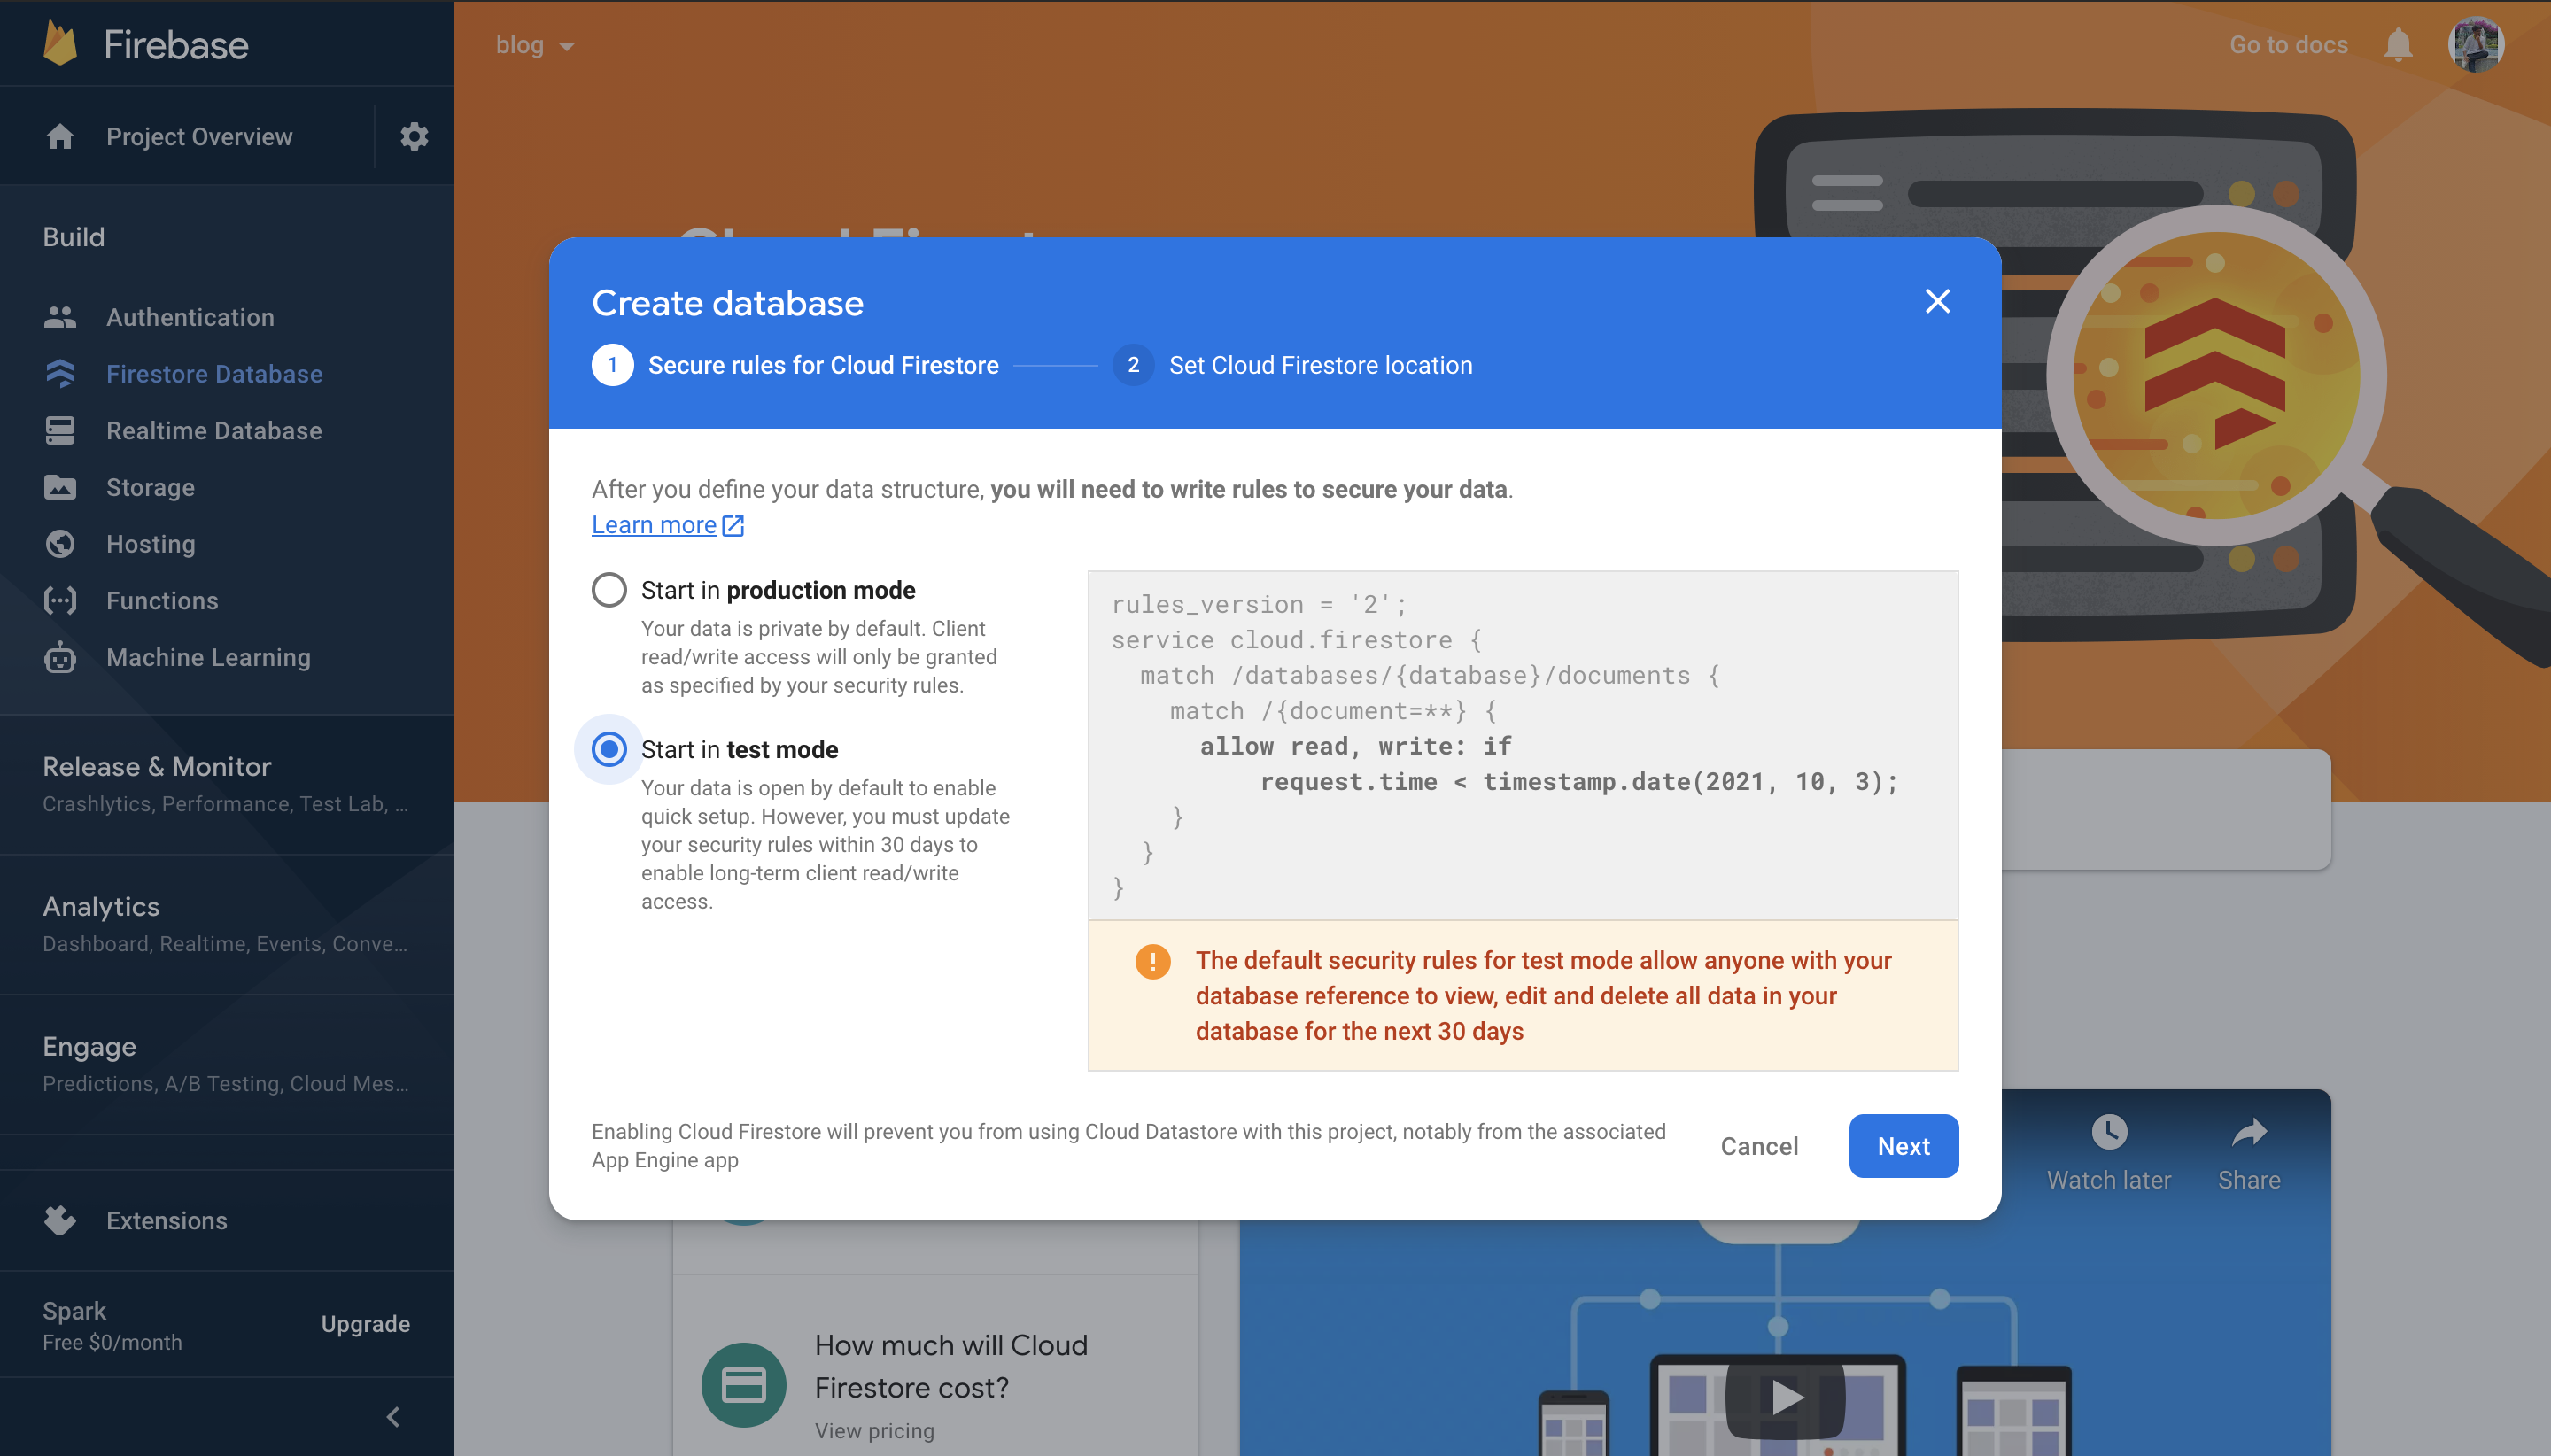 Firebase
Project Overview
Build
Authentication
Firestore Database
Realtime Database
Storage
Hosting
Functions
Machine Learning
Release & Monitor
Crashlytics, Performance, Test Lab, ...
Analytics
Dashboard, Realtime, Events, Conve...
Engage
Predictions, A/B Testing, Cloud Mes...
Extensions
Spark
Free $0/month
Upgrade
blog
Go to docs
Create database
1 Secure rules for Cloud Firestore
2 Set Cloud Firestore location
After you define your data structure, you will need to write rules to secure your data.
Learn more
Start in production mode
Your data is private by default. Client
read/write access will only be granted
as specified by your security rules.
Start in test mode
Your data is open by default to enable
quick setup. However, you must update
your security rules within 30 days to
enable long-term client read/write
access.
rules_version = '2';
service cloud.firestore {
match /databases/{database}/documents {
match /{document=**} {
allow read, write: if
request.time < timestamp.date(2021, 10, 3);
}
}
}
The default security rules for test mode allow anyone with your
database reference to view, edit and delete all data in your
database for the next 30 days
Enabling Cloud Firestore will prevent you from using Cloud Datastore with this project, notably from the associated
App Engine app
Cancel
Next
Watch later
Share
How much will Cloud
Firestore cost?
View pricing